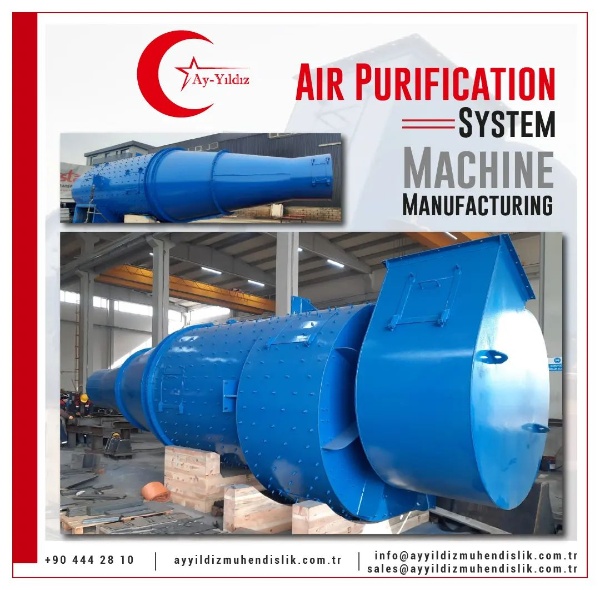 Ay-Yıldız
AIR PURIFICATION
SYSTEM
MACHINE
MANUFACTURING
+90 444 28 10
ayyildizmuhendislik.com.tr
info@ayyildizmuhendislik.com.tr
sales@ayyildizmuhendislik.com.tr